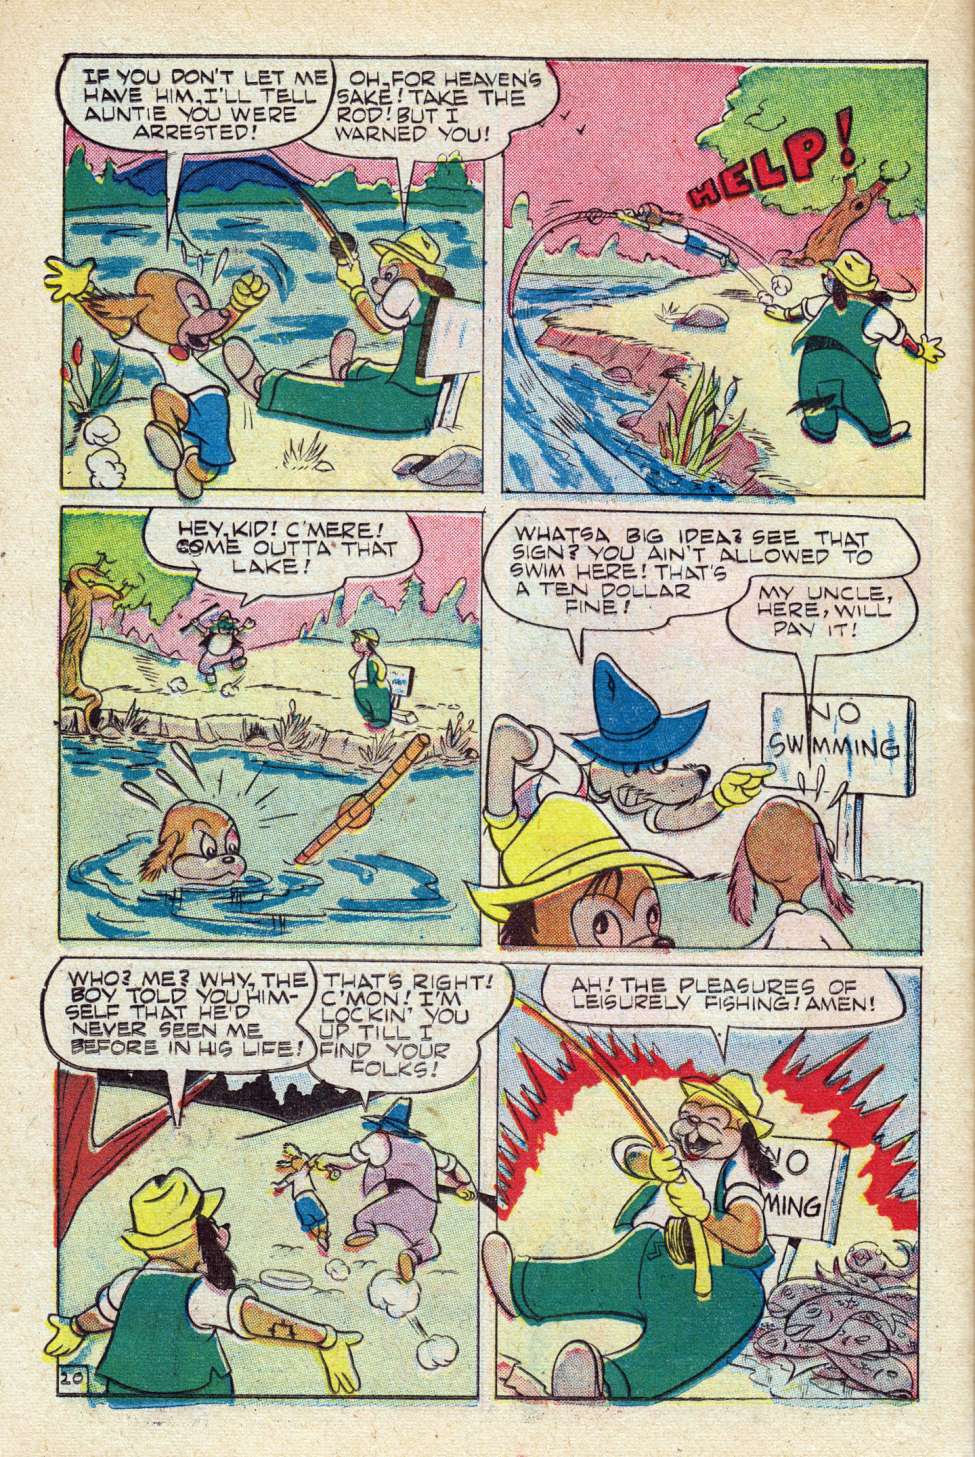 IF YOU DON'T LET ME
HAVE HIM, I'LL TELL
AUNTIE YOU WERE
ARRESTED!
OH, FOR HEAVEN'S
SAKE! TAKE THE
ROD! BUT I
WARNED YOU!
HELP!
HEY, KID! C'MERE!
COME OUTTA THAT
LAKE!
WHATSA BIG IDEA? SEE THAT
SIGN? YOU AIN'T ALLOWED TO
SWIM HERE! THAT'S
A TEN DOLLAR
FINE!
MY UNCLE,
HERE, WILL
PAY IT!
NO
SWIMMING
WHO? ME? WHY, THE
BOY TOLD YOU HIM-
SELF THAT HE'D
NEVER SEEN ME
BEFORE IN HIS LIFE!
THAT'S RIGHT!
C'MON! I'M
LOCKIN' YOU
UP TILL I
FIND YOUR
FOLKS!
20
AH! THE PLEASURES OF
LEISURELY FISHING! AMEN!
NO
MMING